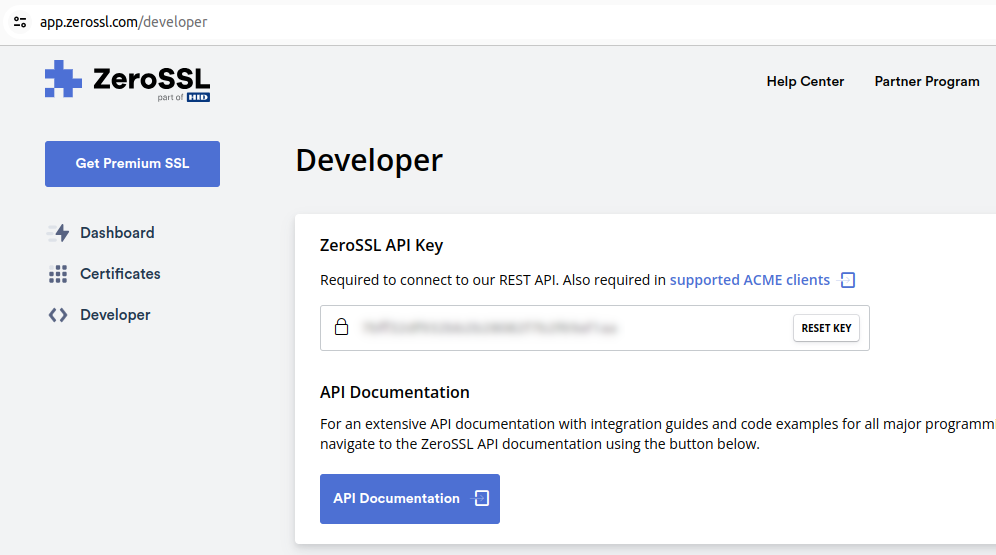 app.zerossl.com/developer
ZeroSSL
part of HID
Help Center
Partner Program
Get Premium SSL
Developer
Dashboard
Certificates
Developer
ZeroSSL API Key
Required to connect to our REST API. Also required in supported ACME clients
RESET KEY
API Documentation
For an extensive API documentation with integration guides and code examples for all major
navigate to the ZeroSSL API documentation using the button below.
API Documentation